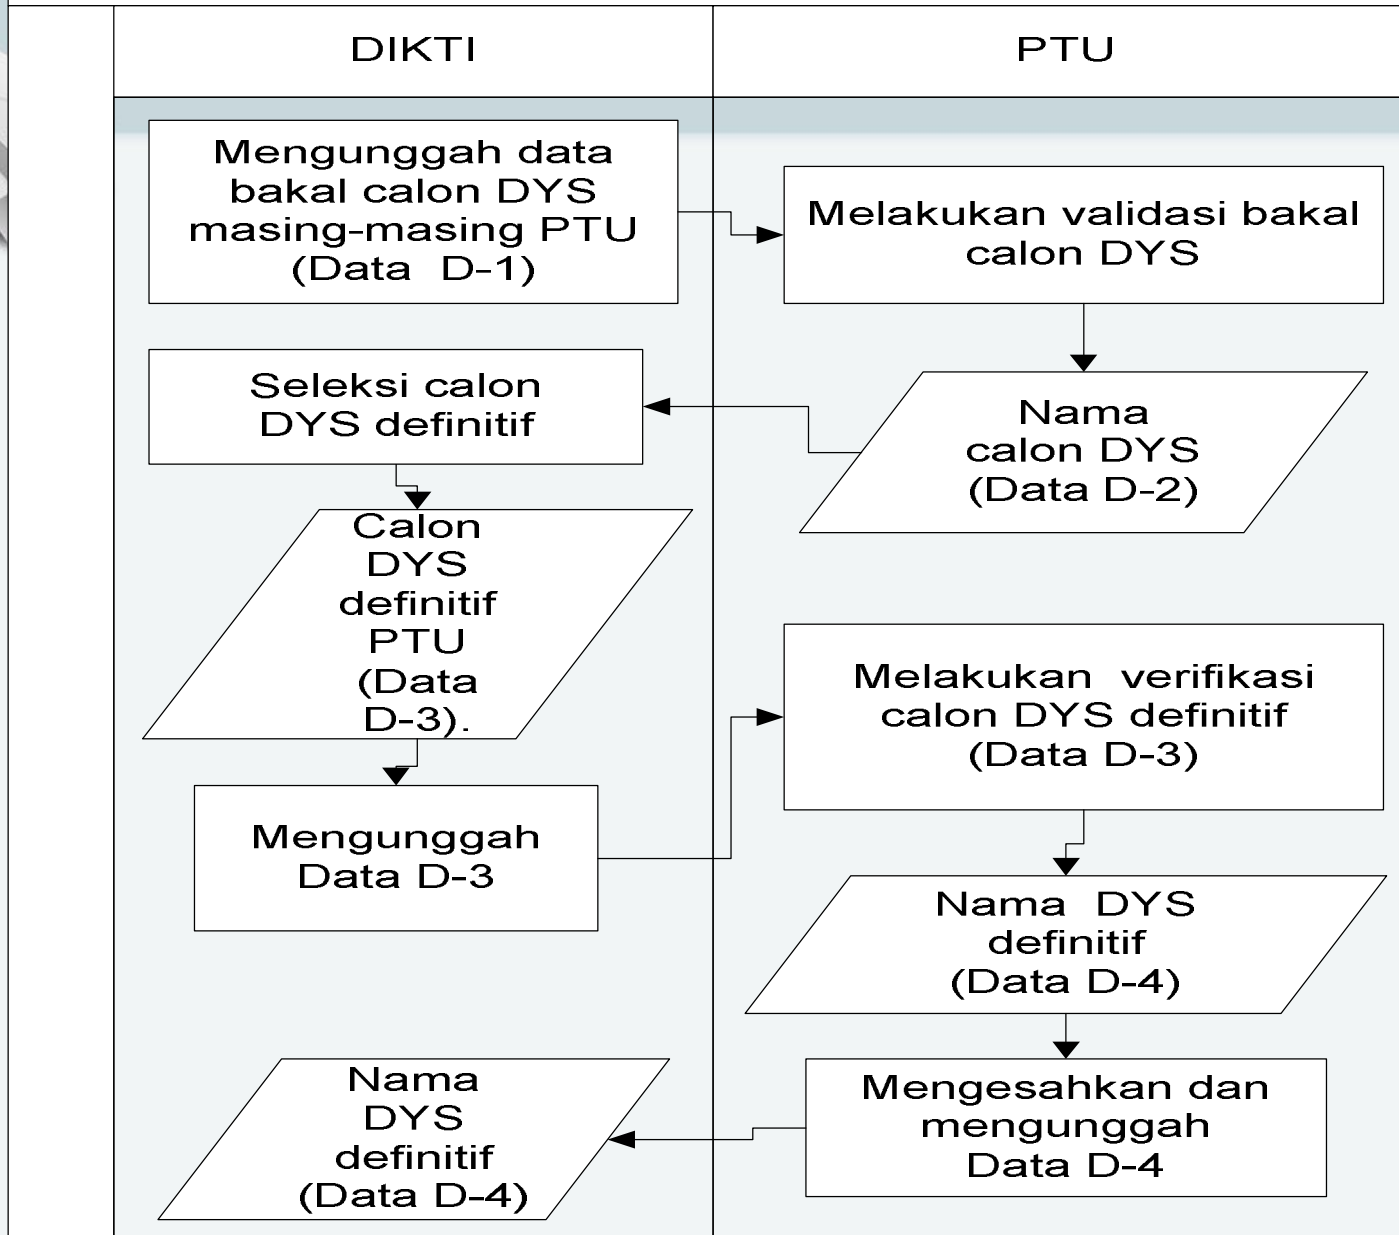 DIKTI
PTU
Mengunggah data
bakal calon DYS
masing-masing PTU
(Data  D-1)
Melakukan validasi bakal
calon DYS
Nama
calon DYS
(Data D-2)
Seleksi calon
DYS definitif
Calon
DYS
definitif
PTU
(Data
D-3).
Mengunggah
Data D-3
Melakukan  verifikasi
calon DYS definitif
(Data D-3)
Nama  DYS
definitif
(Data D-4)
Mengesahkan dan
mengunggah
Data D-4
Nama
DYS
definitif
(Data D-4)